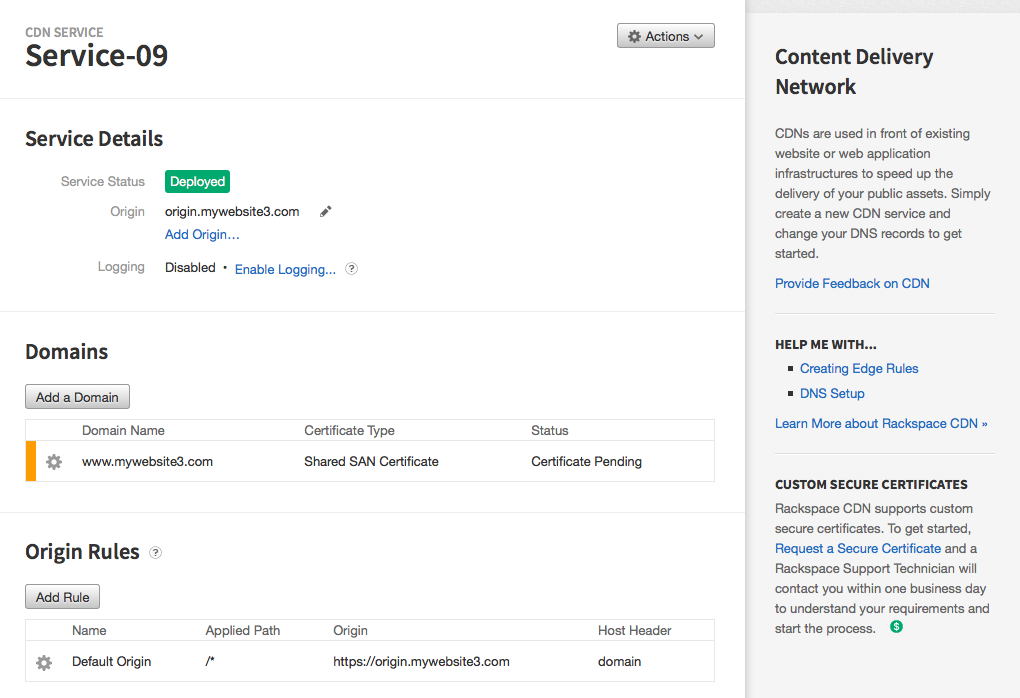 CDN SERVICE
Service-09
Actions
Service Details
Service Status Deployed
Origin origin.mywebsite3.com
Add Origin...
Logging Disabled • Enable Logging... ?
Domains
Add a Domain
Domain Name Certificate Type Status
www.mywebsite3.com Shared SAN Certificate Certificate Pending
Origin Rules ?
Add Rule
Name Applied Path Origin Host Header
Default Origin /* https://origin.mywebsite3.com domain
Content Delivery
Network
CDNs are used in front of existing
website or web application
infrastructures to speed up the
delivery of your public assets. Simply
create a new CDN service and
change your DNS records to get
started.
Provide Feedback on CDN
HELP ME WITH...
Creating Edge Rules
DNS Setup
Learn More about Rackspace CDN »
CUSTOM SECURE CERTIFICATES
Rackspace CDN supports custom
secure certificates. To get started,
Request a Secure Certificate and a
Rackspace Support Technician will
contact you within one business day
to understand your requirements and
start the process. $